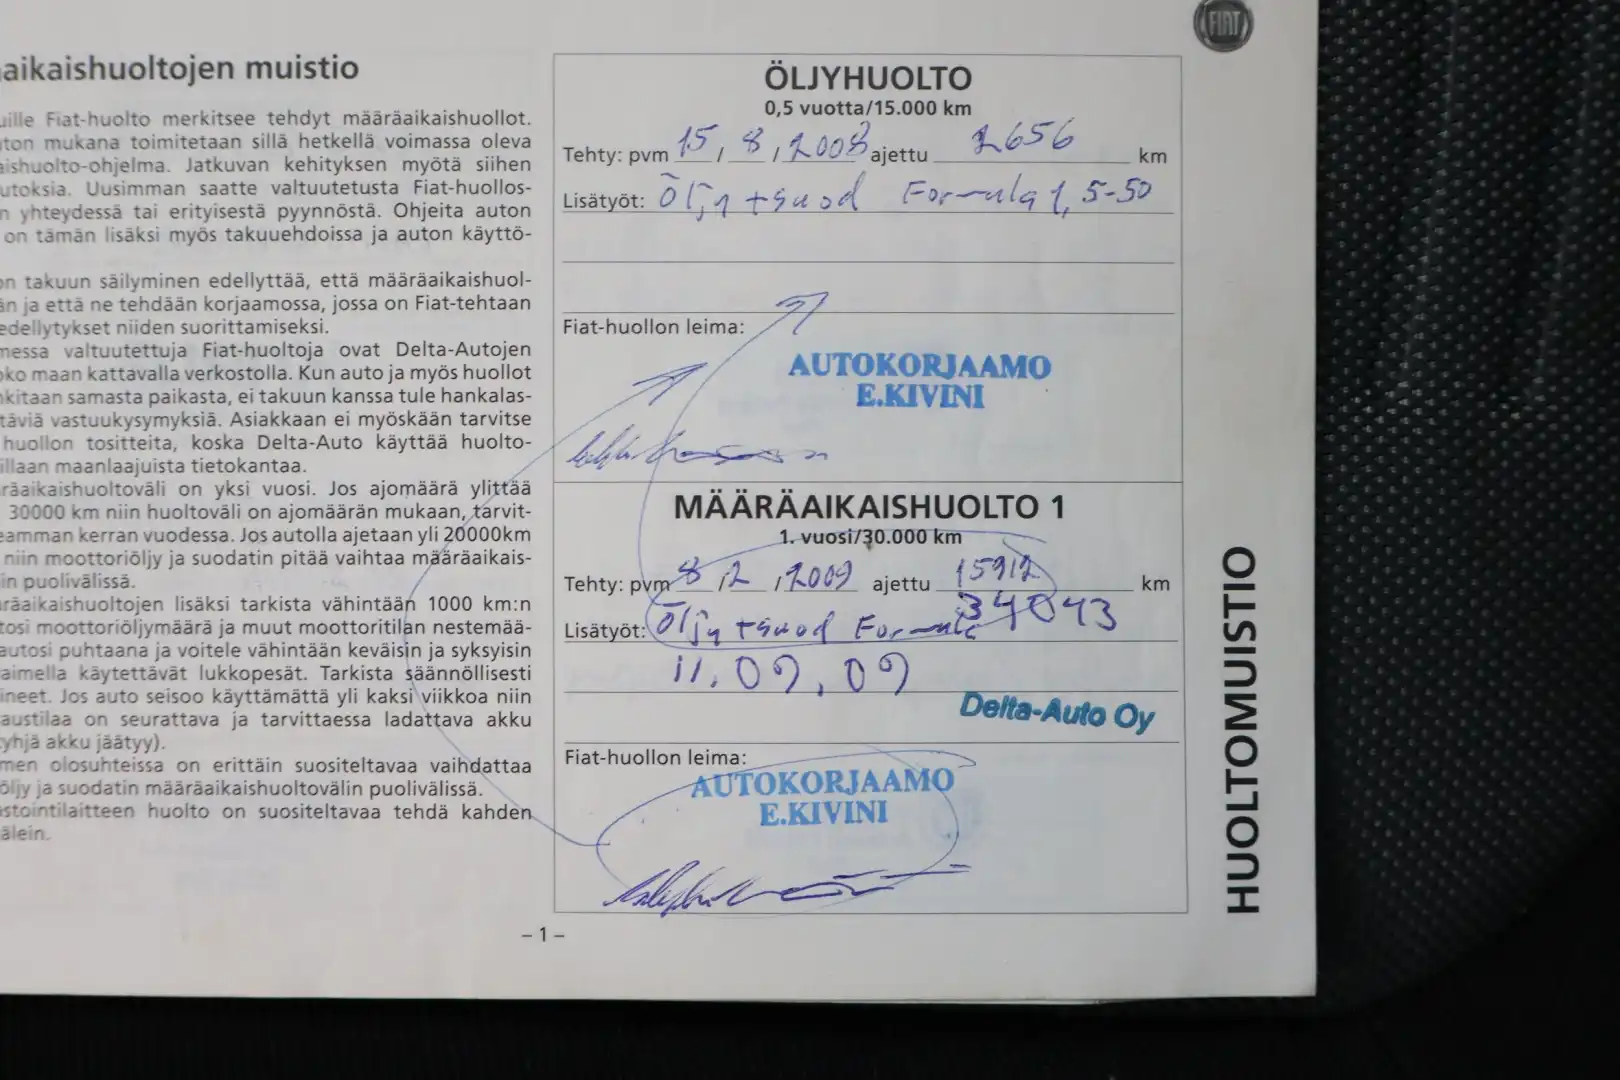 aikaishuoltojen muistio
uille Fiat-huolto merkitsee tehdyt määräaikaishuollot.
ton mukana toimitetaan sillä hetkellä voimassa oleva
aishuolto-ohjelma. Jatkuvan kehityksen myötä siihen
utoksia. Uusimman saatte valtuutetusta Fiat-huollos-
n yhteydessä tai erityisestä pyynnöstä. Ohjeita auton
on tämän lisäksi myös takuuehdoissa ja auton käyttö-
on takuun säilyminen edellyttää, että määräaikaishuol-
än ja että ne tehdään korjaamossa, jossa on Fiat-tehtaan
edellytykset niiden suorittamiseksi.
messa valtuutettuja Fiat-huoltoja ovat Delta-Autojen
oko maan kattavalla verkostolla. Kun auto ja myös huollot
nkitaan samasta paikasta, ei takuun kanssa tule hankalas-
täviä vastuukysymyksiä. Asiakkaan ei myöskään tarvitse
huollon tositteita, koska Delta-Auto käyttää huolto-
illaan maanlaajuista tietokantaa.
räaikaishuoltoväli on yksi vuosi. Jos ajomäärä ylittää
30000 km niin huoltoväli on ajomäärän mukaan, tarvit-
eamman kerran vuodessa. Jos autolla ajetaan yli 20000km
niin moottoriöljy ja suodatin pitää vaihtaa määräaikais-
in puolivälissä.
räaikaishuoltojen lisäksi tarkista vähintään 1000 km:n
tosi moottoriöljymäärä ja muut moottoritilan nestemää-
autosi puhtaana ja voitele vähintään keväisin ja syksyisin
aimella käytettävät lukkopesät. Tarkista säännöllisesti
ineet. Jos auto seisoo käyttämättä yli kaksi viikkoa niin
austilaa on seurattava ja tarvittaessa ladattava akku
yhjä akku jäätyy).
men olosuhteissa on erittäin suositeltavaa vaihdattaa
öljy ja suodatin määräaikaishuoltovälin puolivälissä.
astointilaitteen huolto on suositeltavaa tehdä kahden
älein.
FIAT
ÖLJYHUOLTO
0,5 vuotta/15.000 km
Tehty: pvm 15 / 8 / 2008 ajettu 2656 km
Lisätyöt: Öljy + suod Formula 1, 5-50
Fiat-huollon leima:
AUTOKORJAAMO
E.KIVINI
MÄÄRÄAIKAISHUOLTO 1
1. vuosi/30.000 km
Tehty: pvm 8 / 2 / 2009 ajettu 15912 km
34043
Lisätyöt: Öljy + suod Formula
11.09.09
Delta-Auto Oy
Fiat-huollon leima:
AUTOKORJAAMO
E.KIVINI
– 1 –
HUOLTOMUISTIO